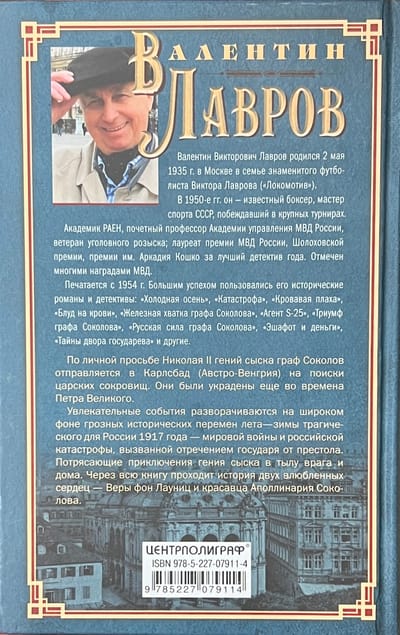 ВАЛЕНТИН
ЛАВРОВ
Валентин Викторович Лавров родился 2 мая
1935 г. в Москве в семье знаменитого футбо-
листа Виктора Лаврова («Локомотив»).
В 1950-е гг. он — известный боксер, мастер
спорта СССР, побеждавший в крупных турнирах.
Академик РАЕН, почетный профессор Академии управления МВД России,
ветеран уголовного розыска; лауреат премии МВД России, Шолоховской
премии, премии им. Аркадия Кошко за лучший детектив года. Отмечен
многими наградами МВД.
Печатается с 1954 г. Большим успехом пользовались его исторические
романы и детективы: «Холодная осень», «Катастрофа», «Кровавая плаха»,
«Блуд на крови», «Железная хватка графа Соколова», «Агент S-25», «Триумф
графа Соколова», «Русская сила графа Соколова», «Эшафот и деньги»,
«Тайны двора государева» и другие.
По личной просьбе Николая II гений сыска граф Соколов
отправляется в Карлсбад (Австро-Венгрия) на поиски
царских сокровищ. Они были украдены еще во времена
Петра Великого.
Увлекательные события разворачиваются на широком
фоне грозных исторических перемен лета—зимы трагиче-
ского для России 1917 года — мировой войны и российской
катастрофы, вызванной отречением государя от престола.
Потрясающие приключения гения сыска в тылу врага и
дома. Через всю книгу проходит история двух влюбленных
сердец — Веры фон Лауниц и красавца Аполлинария Соко-
лова.
ЦЕНТРПОЛИГРАФ®
ISBN 978-5-227-07911-4
9 785227 079114